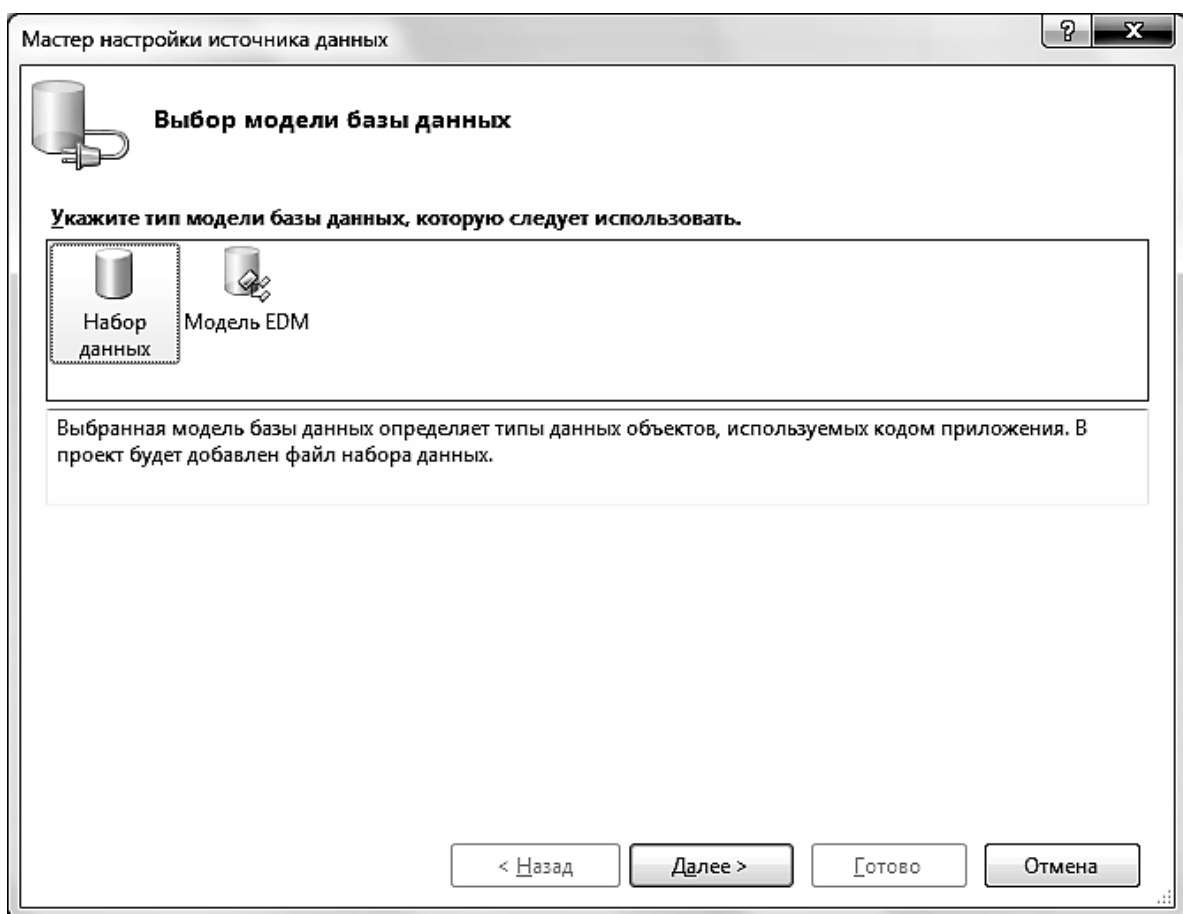 Мастер настройки источника данных
Выбор модели базы данных
Укажите тип модели базы данных, которую следует использовать.
Набор
данных
Модель EDM
Выбранная модель базы данных определяет типы данных объектов, используемых кодом приложения. В
проект будет добавлен файл набора данных.
< Назад
Далее >
Готово
Отмена